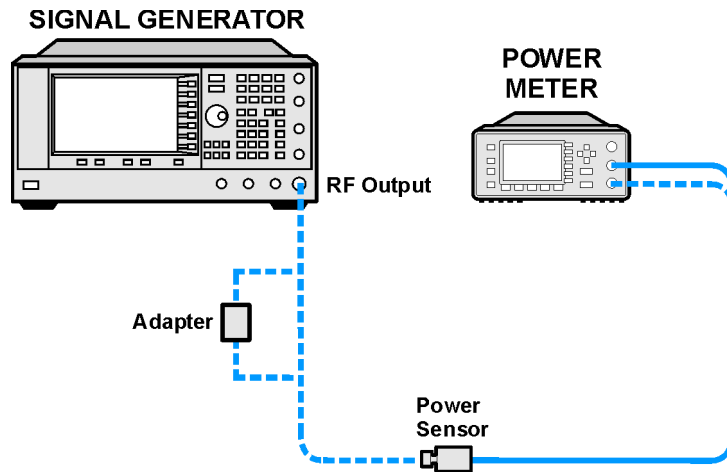 SIGNAL GENERATOR
POWER
METER
RF Output
Adapter
Power
Sensor